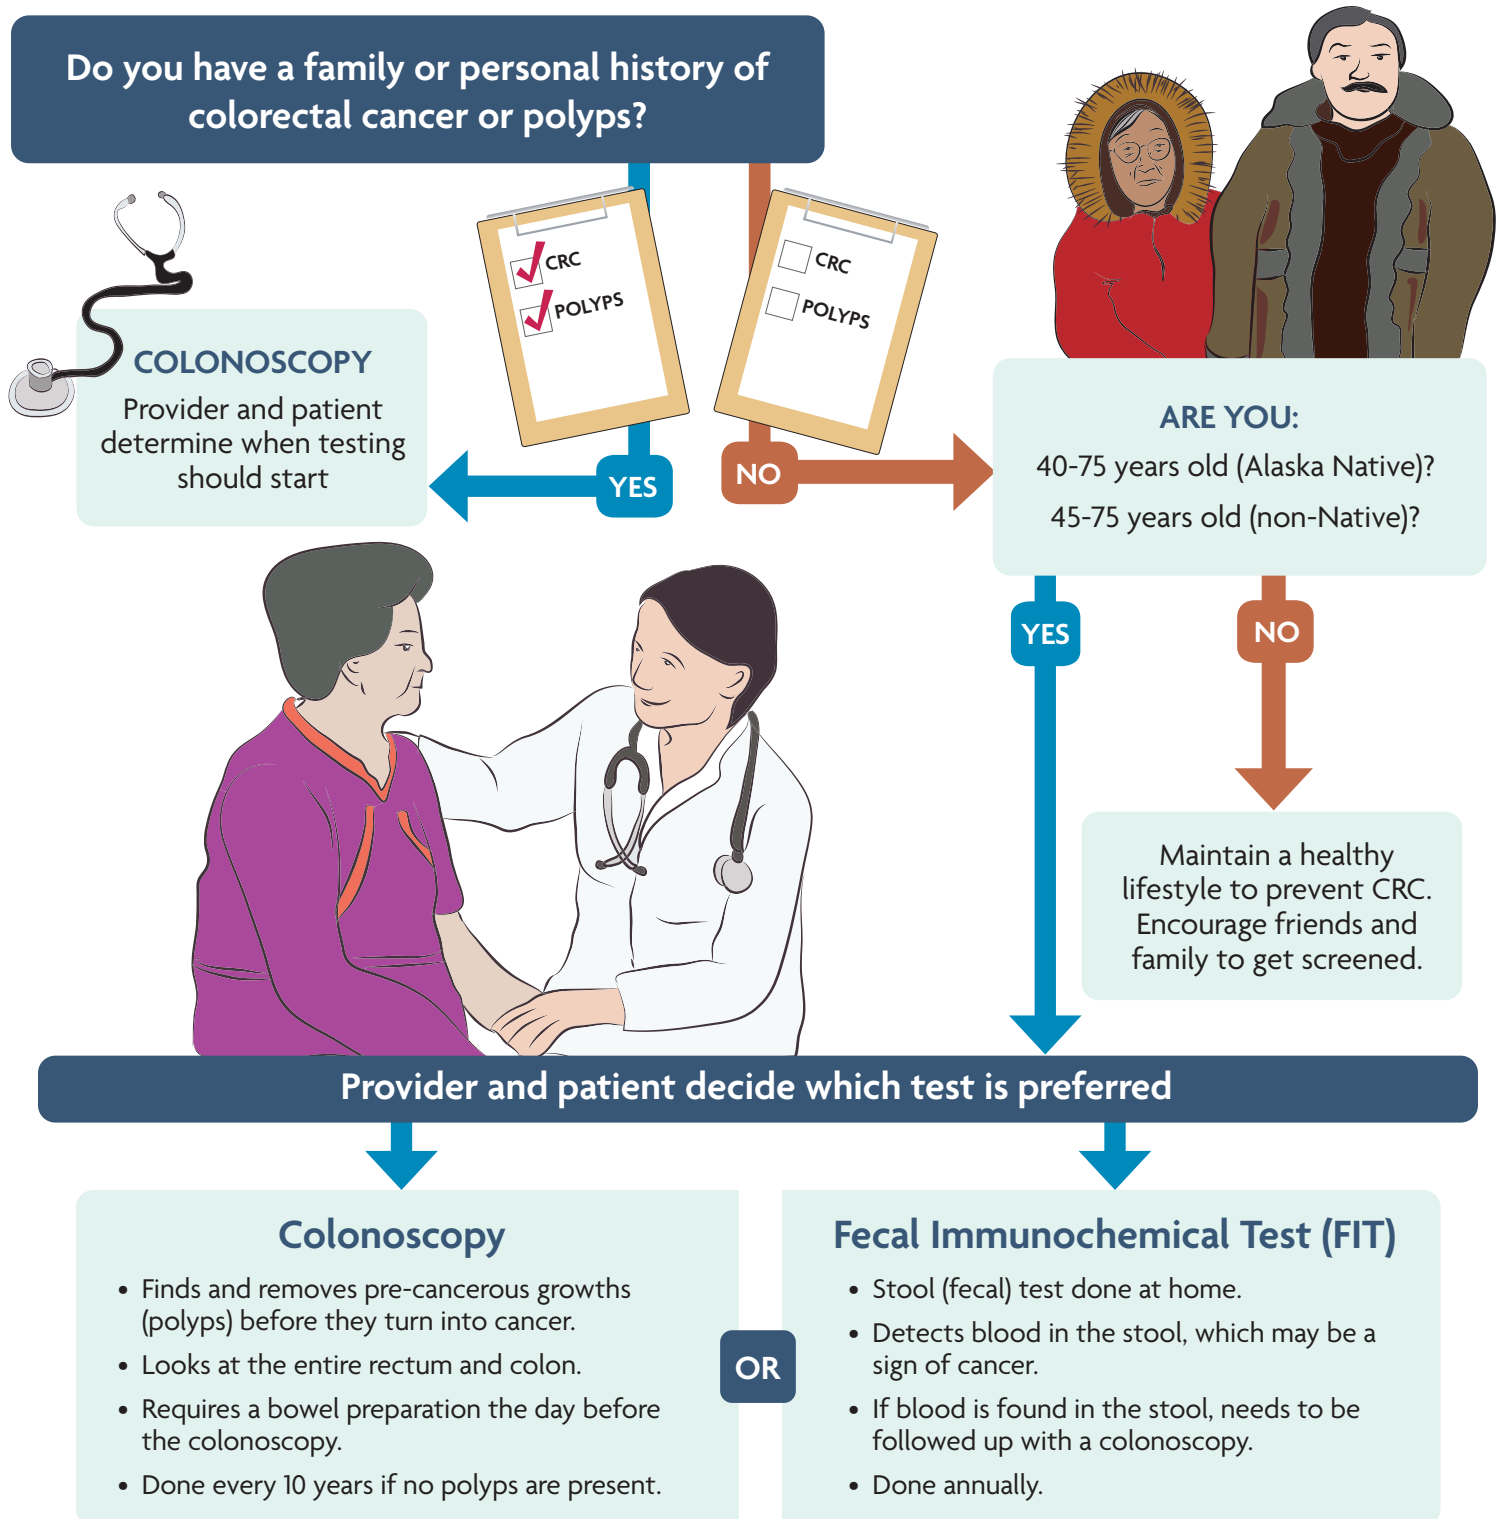 Do you have a family or personal history of
colorectal cancer or polyps?
CRC
POLYPS
CRC
POLYPS
COLONOSCOPY
Provider and patient
determine when testing
should start
YES
NO
ARE YOU:
40-75 years old (Alaska Native)?
45-75 years old (non-Native)?
YES
NO
Maintain a healthy
lifestyle to prevent CRC.
Encourage friends and
family to get screened.
Provider and patient decide which test is preferred
Colonoscopy
• Finds and removes pre-cancerous growths
(polyps) before they turn into cancer.
• Looks at the entire rectum and colon.
• Requires a bowel preparation the day before
the colonoscopy.
• Done every 10 years if no polyps are present.
OR
Fecal Immunochemical Test (FIT)
• Stool (fecal) test done at home.
• Detects blood in the stool, which may be a
sign of cancer.
• If blood is found in the stool, needs to be
followed up with a colonoscopy.
• Done annually.